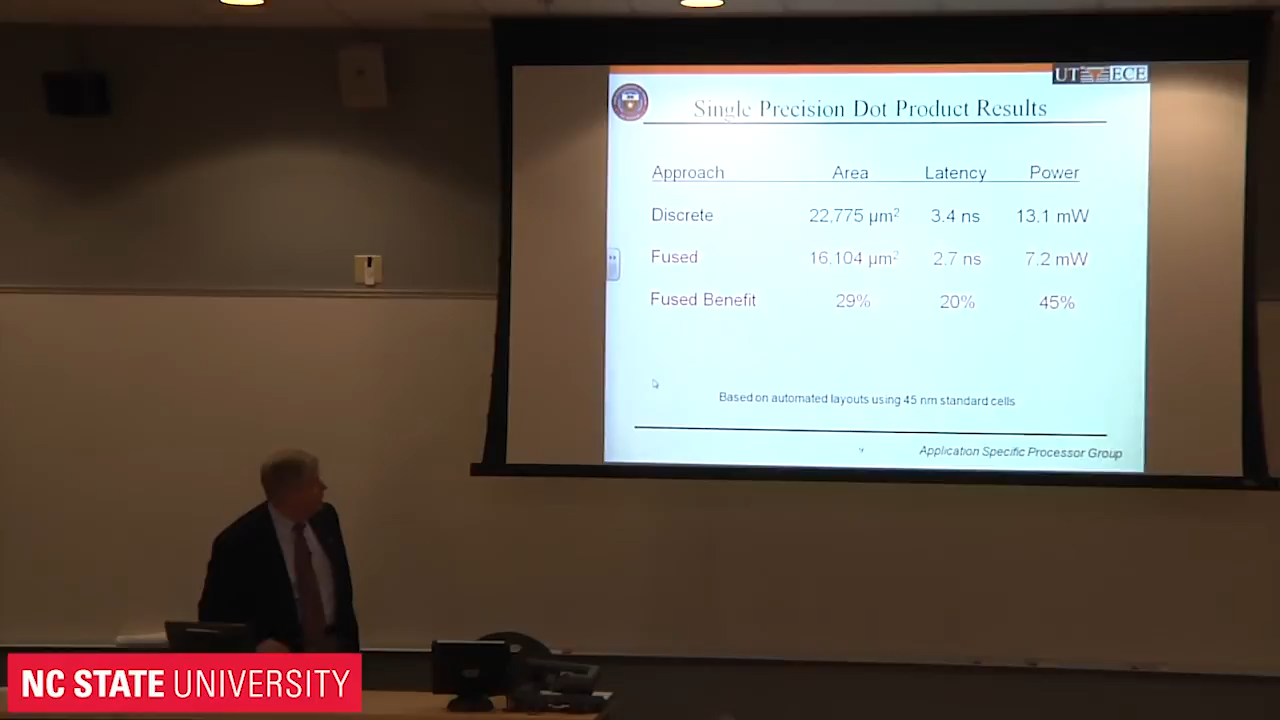 UT ECE
Single Precision Dot Product Results
Approach Area Latency Power
Discrete 22,775 µm² 3.4 ns 13.1 mW
Fused 16,104 µm² 2.7 ns 7.2 mW
Fused Benefit 29% 20% 45%
Based on automated layouts using 45 nm standard cells
9 Application Specific Processor Group
NC STATE UNIVERSITY